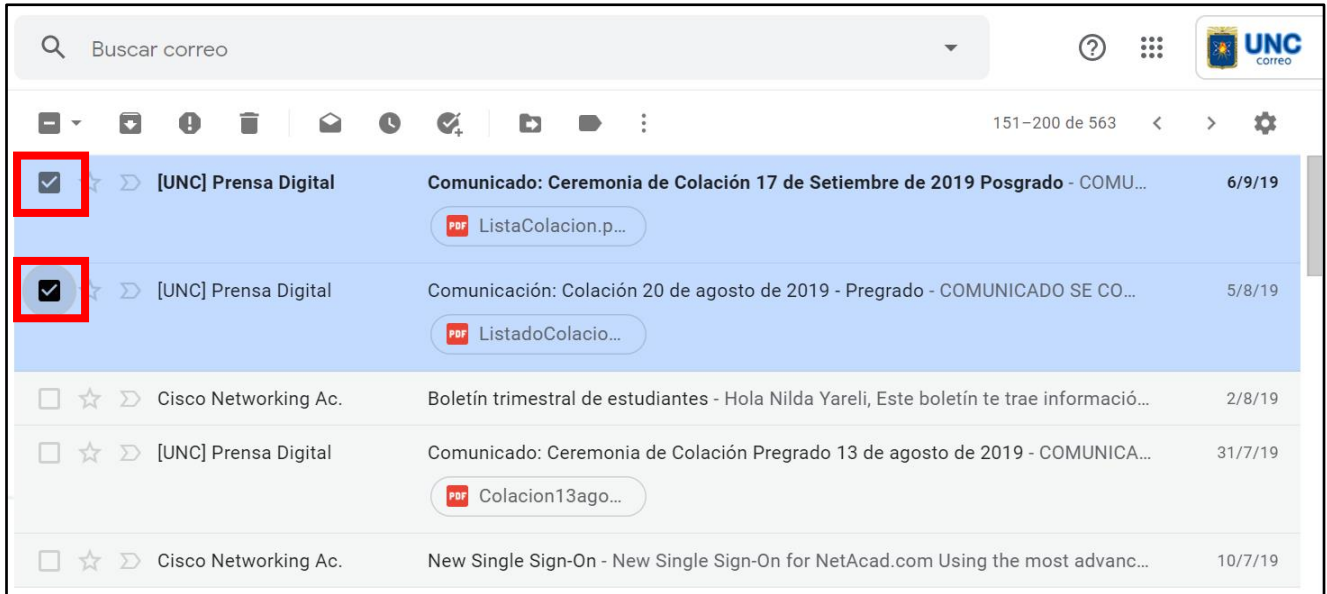 Buscar correo
UNC
correo
151–200 de 563
[UNC] Prensa Digital Comunicado: Ceremonia de Colación 17 de Setiembre de 2019 Posgrado - COMU... 6/9/19
PDF ListaColacion.p...
[UNC] Prensa Digital Comunicación: Colación 20 de agosto de 2019 - Pregrado - COMUNICADO SE CO... 5/8/19
PDF ListadoColacio...
Cisco Networking Ac. Boletín trimestral de estudiantes - Hola Nilda Yareli, Este boletín te trae informació... 2/8/19
[UNC] Prensa Digital Comunicado: Ceremonia de Colación Pregrado 13 de agosto de 2019 - COMUNICA... 31/7/19
PDF Colacion13ago...
Cisco Networking Ac. New Single Sign-On - New Single Sign-On for NetAcad.com Using the most advanc... 10/7/19